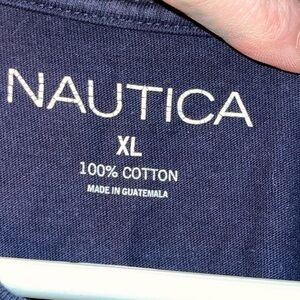 NAUTICA
XL
100% COTTON
MADE IN GUATEMALA